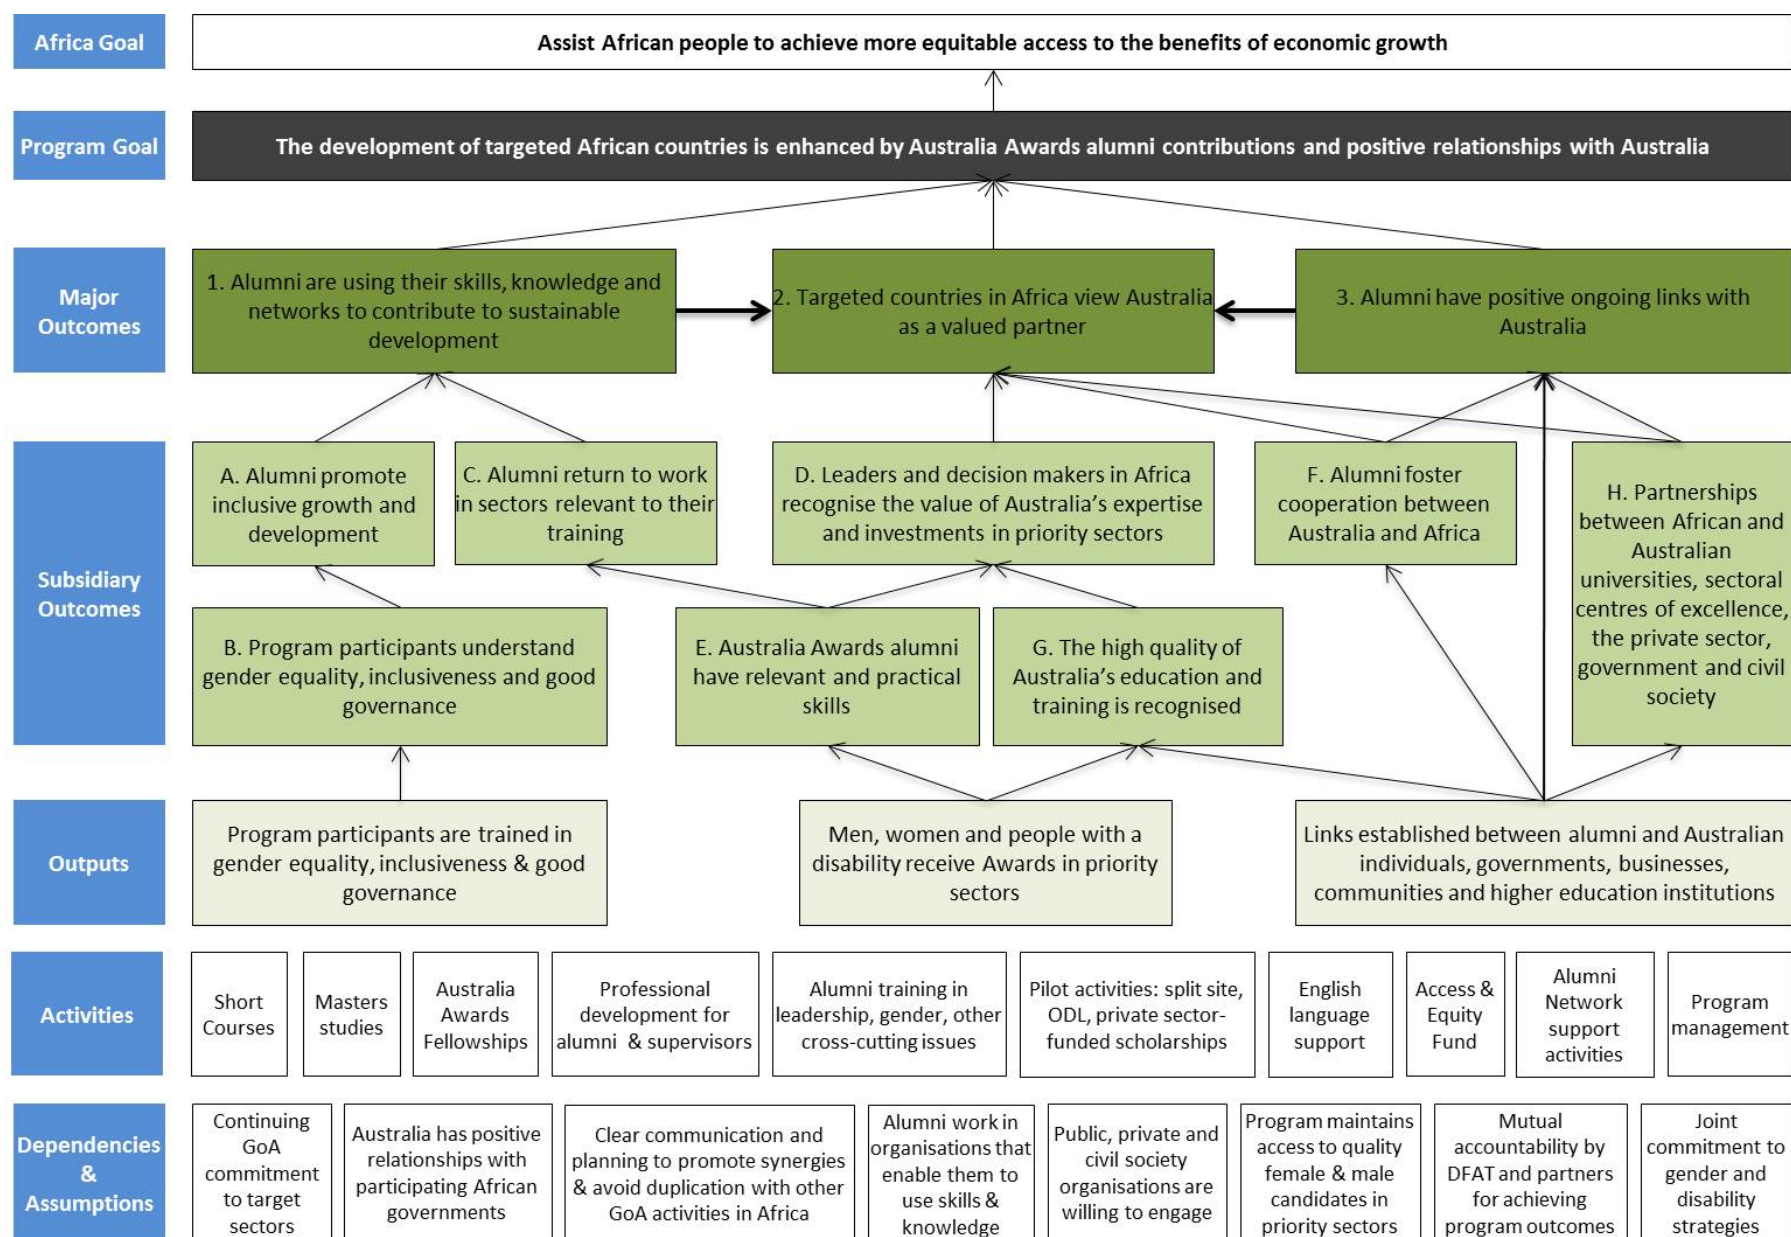 Africa Goal
Assist African people to achieve more equitable access to the benefits of economic growth
Program Goal
The development of targeted African countries is enhanced by Australia Awards alumni contributions and positive relationships with Australia
Major
Outcomes
1. Alumni are using their skills, knowledge and
networks to contribute to sustainable
development
2. Targeted countries in Africa view Australia
as a valued partner
3. Alumni have positive ongoing links with
Australia
Subsidiary
Outcomes
A. Alumni promote
inclusive growth and
development
C. Alumni return to work
in sectors relevant to their
training
D. Leaders and decision makers in Africa
recognise the value of Australia's expertise
and investments in priority sectors
F. Alumni foster
cooperation between
Australia and Africa
H. Partnerships
between African and
Australian
universities, sectoral
centres of excellence,
the private sector,
government and civil
society
B. Program participants understand
gender equality, inclusiveness and good
governance
E. Australia Awards alumni
have relevant and practical
skills
G. The high quality of
Australia's education and
training is recognised
Outputs
Program participants are trained in
gender equality, inclusiveness & good
governance
Men, women and people with a
disability receive Awards in priority
sectors
Links established between alumni and Australian
individuals, governments, businesses,
communities and higher education institutions
Activities
Short
Courses
Masters
studies
Australia
Awards
Fellowships
Professional
development for
alumni & supervisors
Alumni training in
leadership, gender, other
cross-cutting issues
Pilot activities: split site,
ODL, private sector-
funded scholarships
English
language
support
Access &
Equity
Fund
Alumni
Network
support
activities
Program
management
Dependencies
&
Assumptions
Continuing
GoA
commitment
to target
sectors
Australia has positive
relationships with
participating African
governments
Clear communication and
planning to promote synergies
& avoid duplication with other
GoA activities in Africa
Alumni work in
organisations that
enable them to
use skills &
knowledge
Public, private and
civil society
organisations are
willing to engage
Program maintains
access to quality
female & male
candidates in
priority sectors
Mutual
accountability by
DFAT and partners
for achieving
program outcomes
Joint
commitment to
gender and
disability
strategies